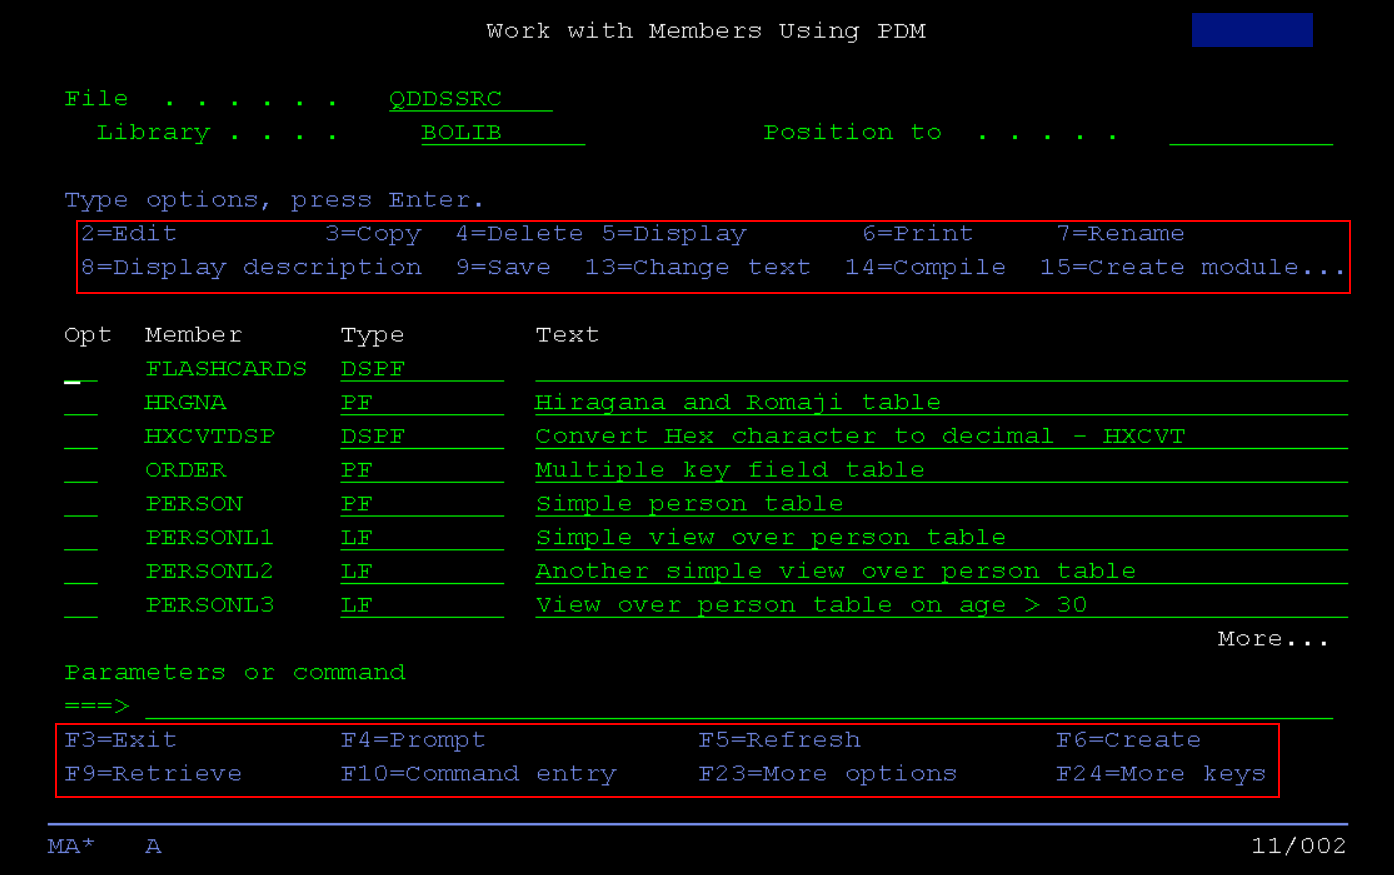 Work with Members Using PDM
File . . . . . . QDDSSRC
Library . . . . BOLIB Position to . . . . .
Type options, press Enter.
2=Edit 3=Copy 4=Delete 5=Display 6=Print 7=Rename
8=Display description 9=Save 13=Change text 14=Compile 15=Create module...
Opt Member Type Text
FLASHCARDS DSPF
HRGNA PF Hiragana and Romaji table
HXCVTDSP DSPF Convert Hex character to decimal - HXCVT
ORDER PF Multiple key field table
PERSON PF Simple person table
PERSONL1 LF Simple view over person table
PERSONL2 LF Another simple view over person table
PERSONL3 LF View over person table on age > 30
More...
Parameters or command
===>
F3=Exit F4=Prompt F5=Refresh F6=Create
F9=Retrieve F10=Command entry F23=More options F24=More keys
MA* A 11/002